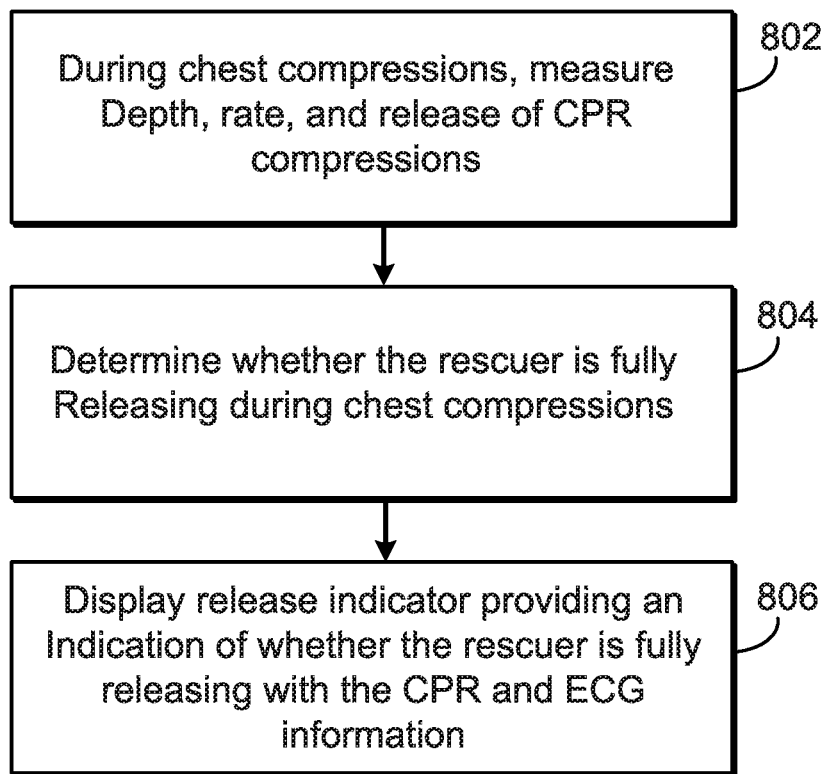 During chest compressions, measure
Depth, rate, and release of CPR
compressions
802
Determine whether the rescuer is fully
Releasing during chest compressions
804
Display release indicator providing an
Indication of whether the rescuer is fully
releasing with the CPR and ECG
information
806